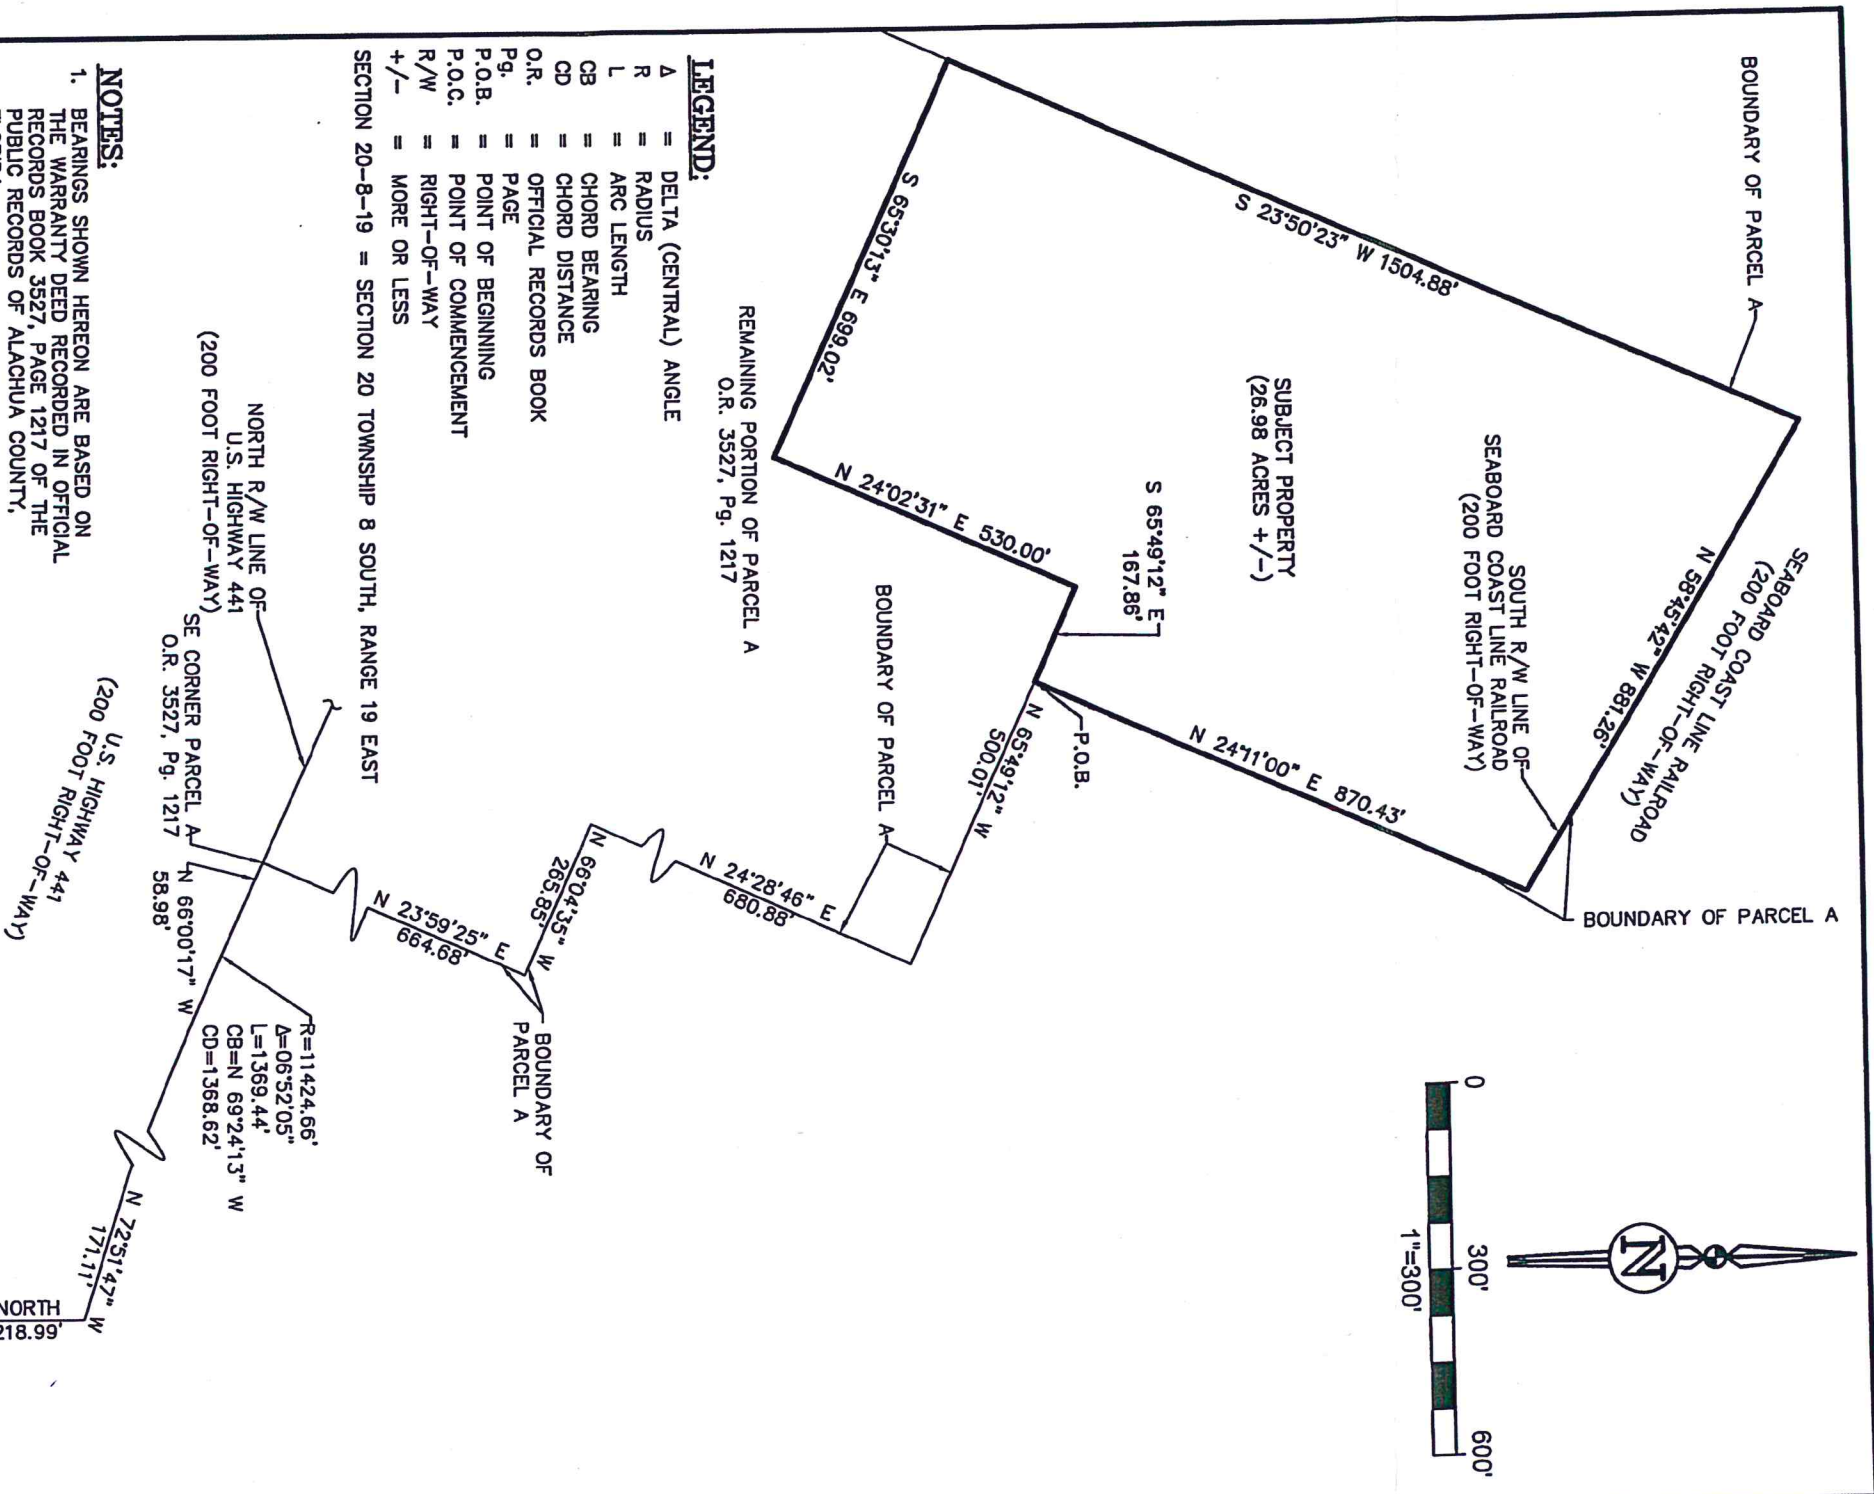 BOUNDARY OF PARCEL A
SEABOARD COAST LINE RAILROAD
(200 FOOT RIGHT-OF-WAY)
N 58°45'42" W 881.26'
SOUTH R/W LINE OF
SEABOARD COAST LINE RAILROAD
(200 FOOT RIGHT-OF-WAY)
BOUNDARY OF PARCEL A
S 23°50'23" W 1504.88'
SUBJECT PROPERTY
(26.98 ACRES +/-)
N 24°11'00" E 870.43'
S 65°49'12" E
167.86'
P.O.B.
N 65°49'12" W
500.01'
N 24°02'31" E 530.00'
S 65°30'13" E 699.02'
BOUNDARY OF PARCEL A
REMAINING PORTION OF PARCEL A
O.R. 3527, Pg. 1217
N 24°28'46" E
680.88'
N 66°04'35" W
265.85'
BOUNDARY OF
PARCEL A
N 23°59'25" E
664.68'
0
300'
600'
1"=300'
N
LEGEND:
Δ = DELTA (CENTRAL) ANGLE
R = RADIUS
L = ARC LENGTH
CB = CHORD BEARING
CD = CHORD DISTANCE
O.R. = OFFICIAL RECORDS BOOK
Pg. = PAGE
P.O.B. = POINT OF BEGINNING
P.O.C. = POINT OF COMMENCEMENT
R/W = RIGHT-OF-WAY
+/- = MORE OR LESS
SECTION 20-8-19 = SECTION 20 TOWNSHIP 8 SOUTH, RANGE 19 EAST
NORTH R/W LINE OF
U.S. HIGHWAY 441
(200 FOOT RIGHT-OF-WAY)
SE CORNER PARCEL A
O.R. 3527, Pg. 1217
N 66°00'17" W
58.98'
R=11424.66'
Δ=06°52'05"
L=1369.44'
CB=N 69°24'13" W
CD=1368.62'
U.S. HIGHWAY 441
(200 FOOT RIGHT-OF-WAY)
N 72°51'47" W
171.11'
NORTH
218.99'
NOTES:
1. BEARINGS SHOWN HEREON ARE BASED ON
THE WARRANTY DEED RECORDED IN OFFICIAL
RECORDS BOOK 3527, PAGE 1217 OF THE
PUBLIC RECORDS OF ALACHUA COUNTY,